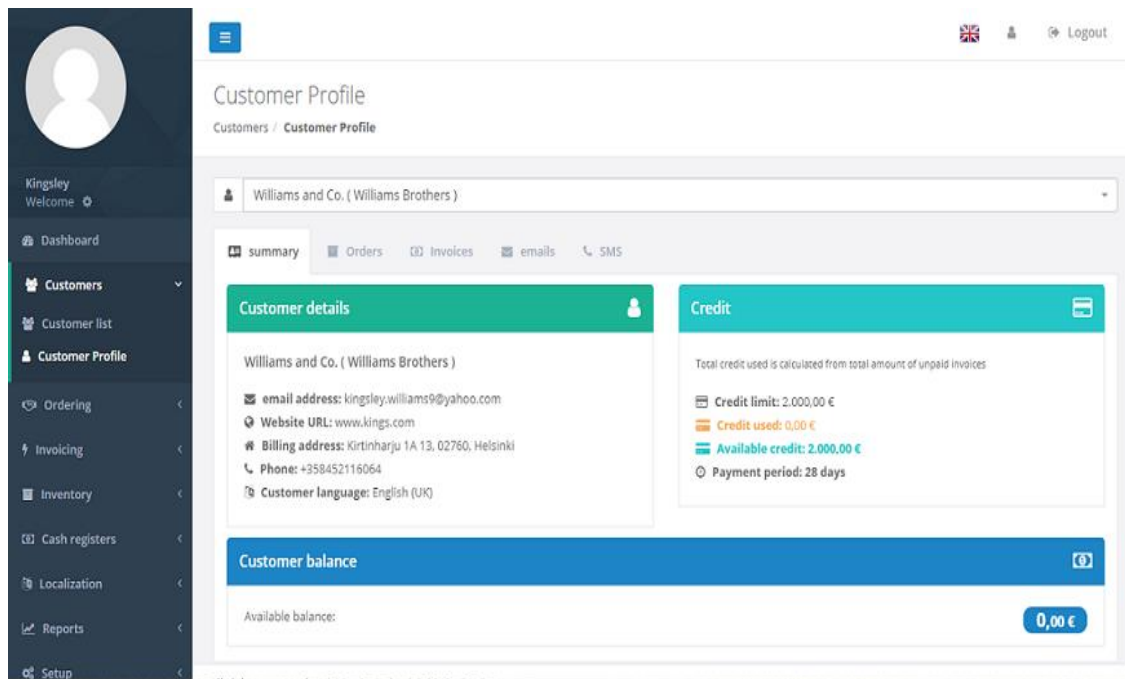 Logout
Customer Profile
Customers / Customer Profile
Kingsley
Welcome
Dashboard
Customers
Customer list
Customer Profile
Ordering
Invoicing
Inventory
Cash registers
Localization
Reports
Setup
Williams and Co. ( Williams Brothers )
summary Orders Invoices emails SMS
Customer details
Williams and Co. ( Williams Brothers )
email address: kingsley.williams9@yahoo.com
Website URL: www.kings.com
Billing address: Kirtinharju 1A 13, 02760, Helsinki
Phone: +358452116064
Customer language: English (UK)
Credit
Total credit used is calculated from total amount of unpaid invoices
Credit limit: 2.000,00 €
Credit used: 0,00 €
Available credit: 2.000,00 €
Payment period: 28 days
Customer balance
Available balance:
0,00 €